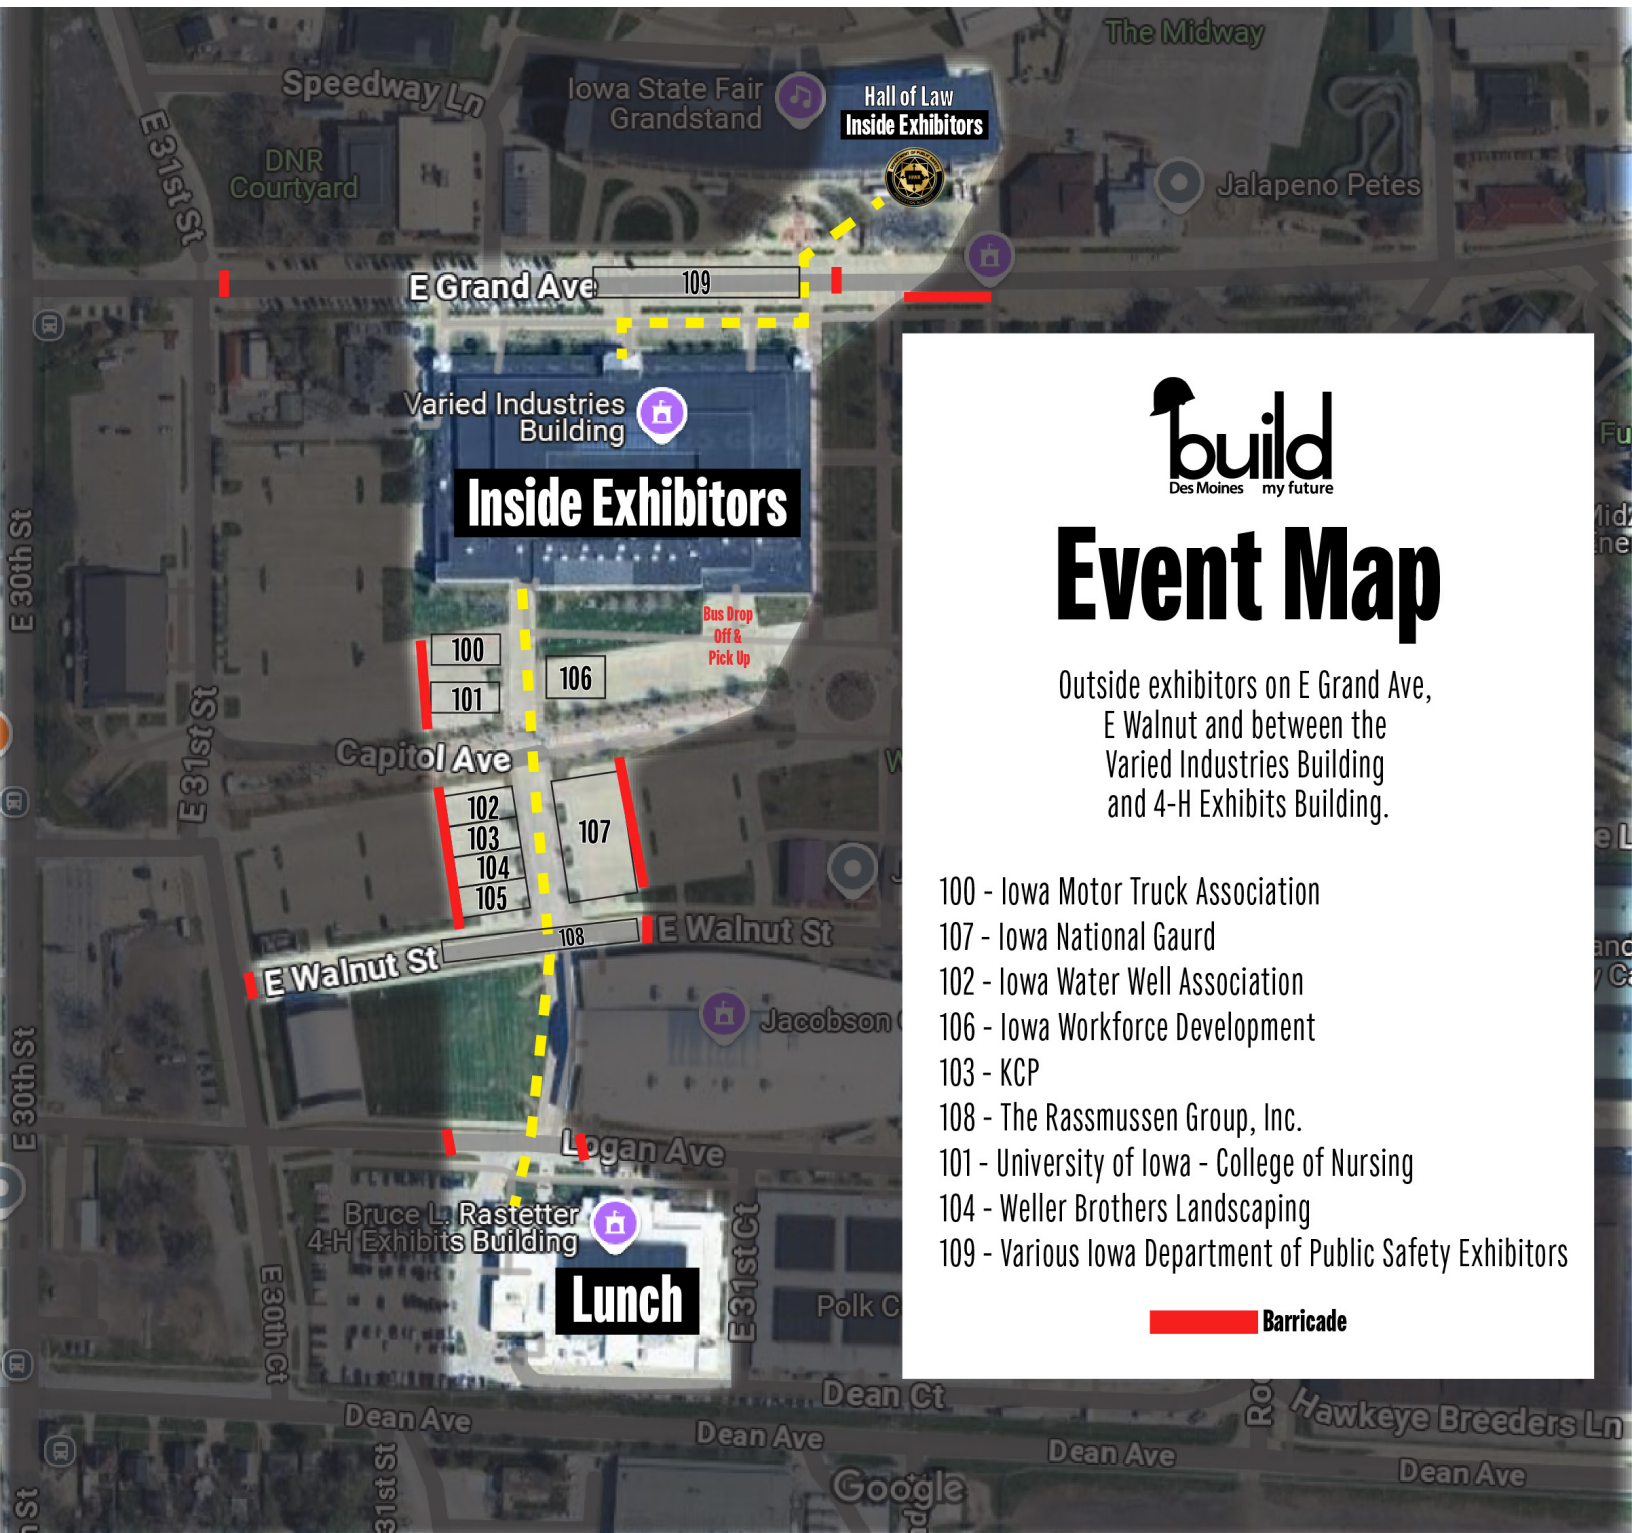 The Midway
Speedway Ln
Iowa State Fair
Grandstand
Hall of Law
Inside Exhibitors
E 31st St
DNR
Courtyard
Jalapeno Petes
E Grand Ave
109
Varied Industries
Building
Inside Exhibitors
E 30th St
Bus Drop
Off &
Pick Up
100
101
106
E 31st St
Capitol Ave
102
103
104
105
107
108
E Walnut St
E Walnut St
Jacobson
E 30th St
Logan Ave
Bruce L. Rastetter
4-H Exhibits Building
Lunch
E 31st Ct
E 30th Ct
Polk C
Dean Ct
Dean Ave
Dean Ave
Dean Ave
Dean Ave
Hawkeye Breeders Ln
31st St
Google
build
Des Moines my future
Event Map
Outside exhibitors on E Grand Ave,
E Walnut and between the
Varied Industries Building
and 4-H Exhibits Building.
100 - Iowa Motor Truck Association
107 - Iowa National Gaurd
102 - Iowa Water Well Association
106 - Iowa Workforce Development
103 - KCP
108 - The Rassmussen Group, Inc.
101 - University of Iowa - College of Nursing
104 - Weller Brothers Landscaping
109 - Various Iowa Department of Public Safety Exhibitors
Barricade